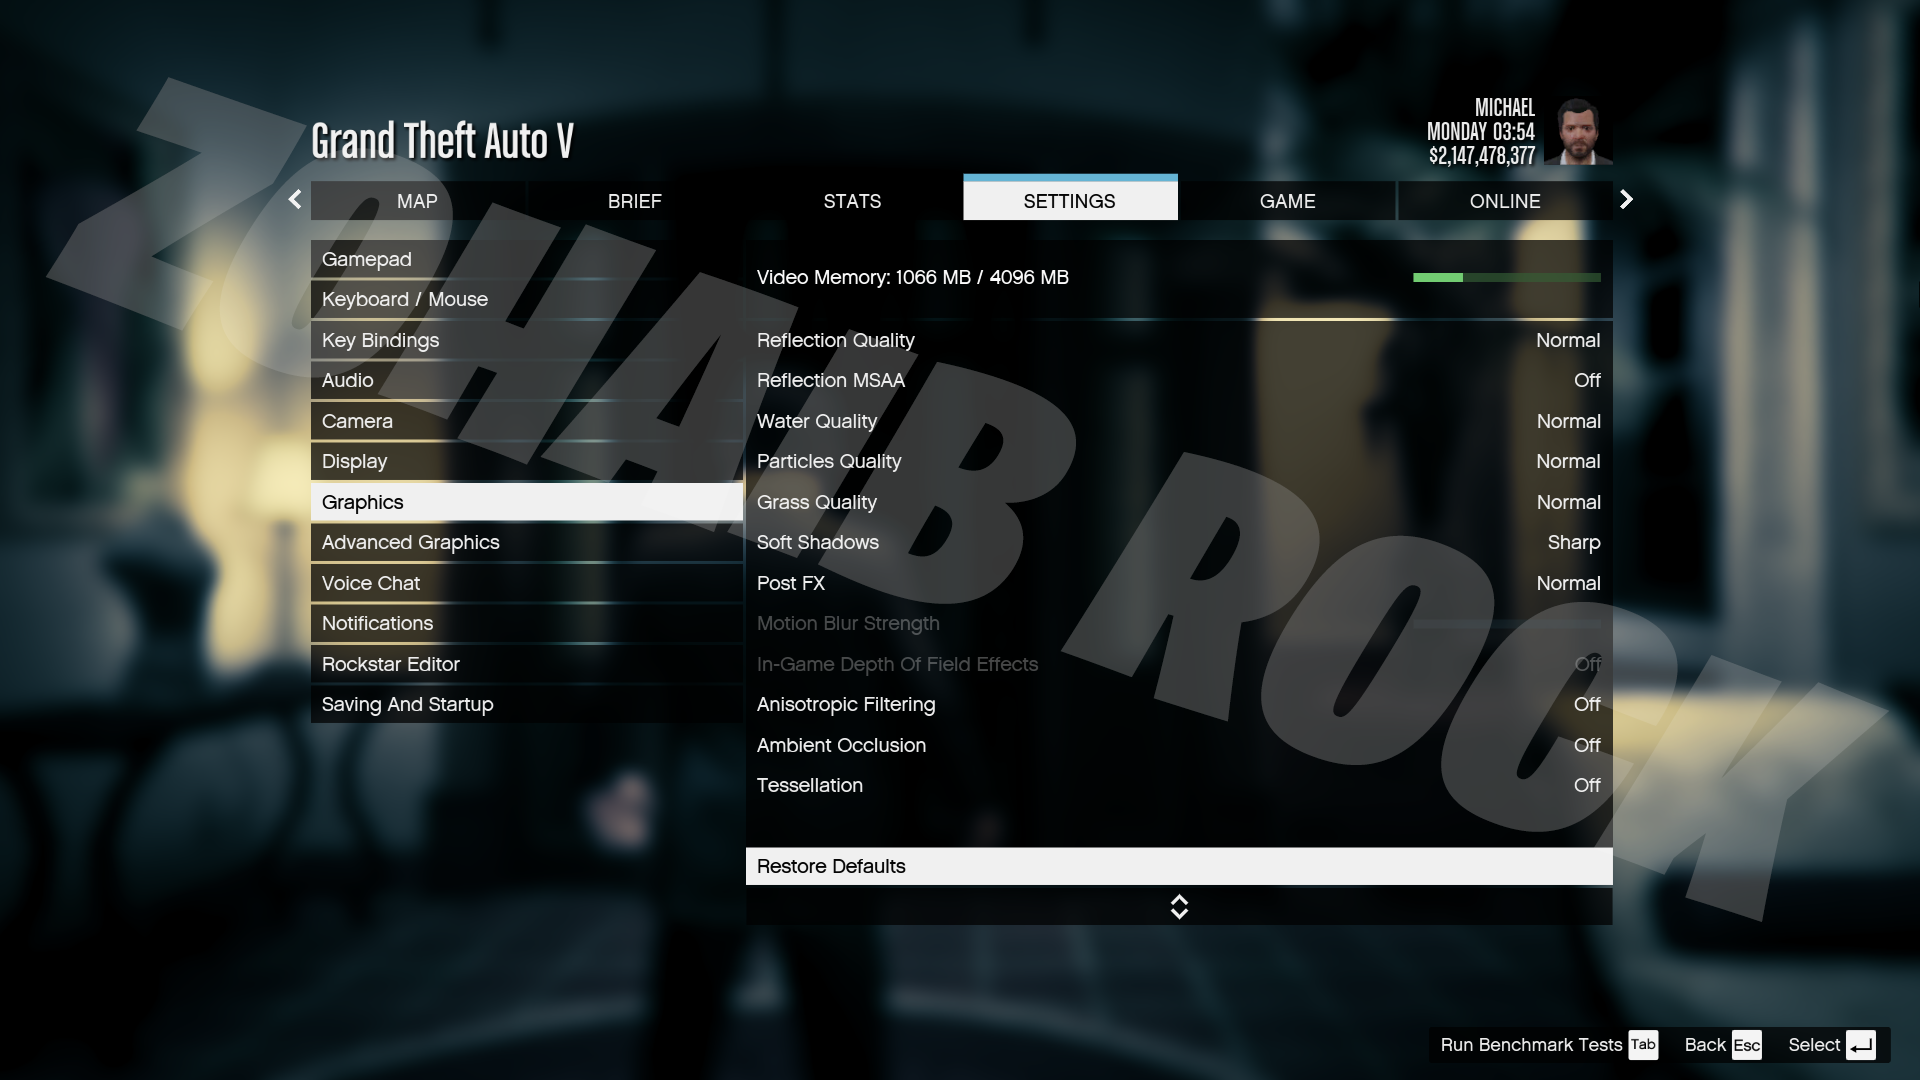 Grand Theft Auto V
MICHAEL
MONDAY 03:54
$2,147,478,377
MAP
BRIEF
STATS
SETTINGS
GAME
ONLINE
Gamepad
Keyboard / Mouse
Key Bindings
Audio
Camera
Display
Graphics
Advanced Graphics
Voice Chat
Notifications
Rockstar Editor
Saving And Startup
Video Memory: 1066 MB / 4096 MB
Reflection Quality Normal
Reflection MSAA Off
Water Quality Normal
Particles Quality Normal
Grass Quality Normal
Soft Shadows Sharp
Post FX Normal
Motion Blur Strength
In-Game Depth Of Field Effects Off
Anisotropic Filtering Off
Ambient Occlusion Off
Tessellation Off
Restore Defaults
ZOHAIB ROCK
Run Benchmark Tests Tab Back Esc Select